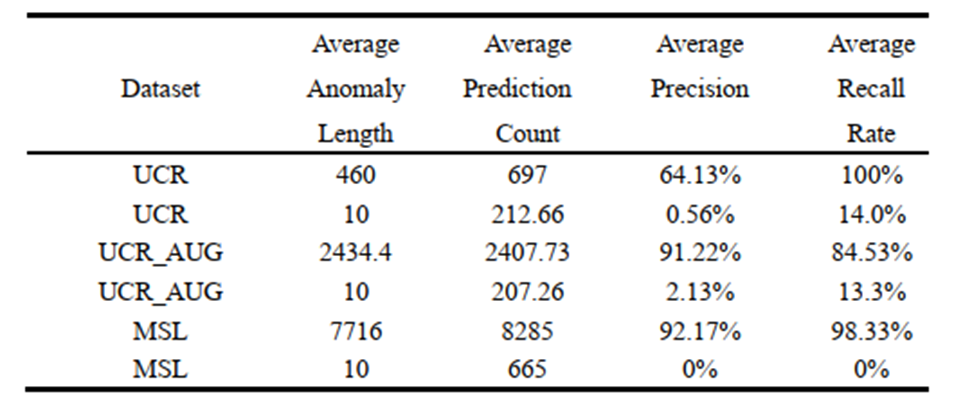 Dataset Average Anomaly Length Average Prediction Count Average Precision Average Recall Rate
UCR 460 697 64.13% 100%
UCR 10 212.66 0.56% 14.0%
UCR_AUG 2434.4 2407.73 91.22% 84.53%
UCR_AUG 10 207.26 2.13% 13.3%
MSL 7716 8285 92.17% 98.33%
MSL 10 665 0% 0%